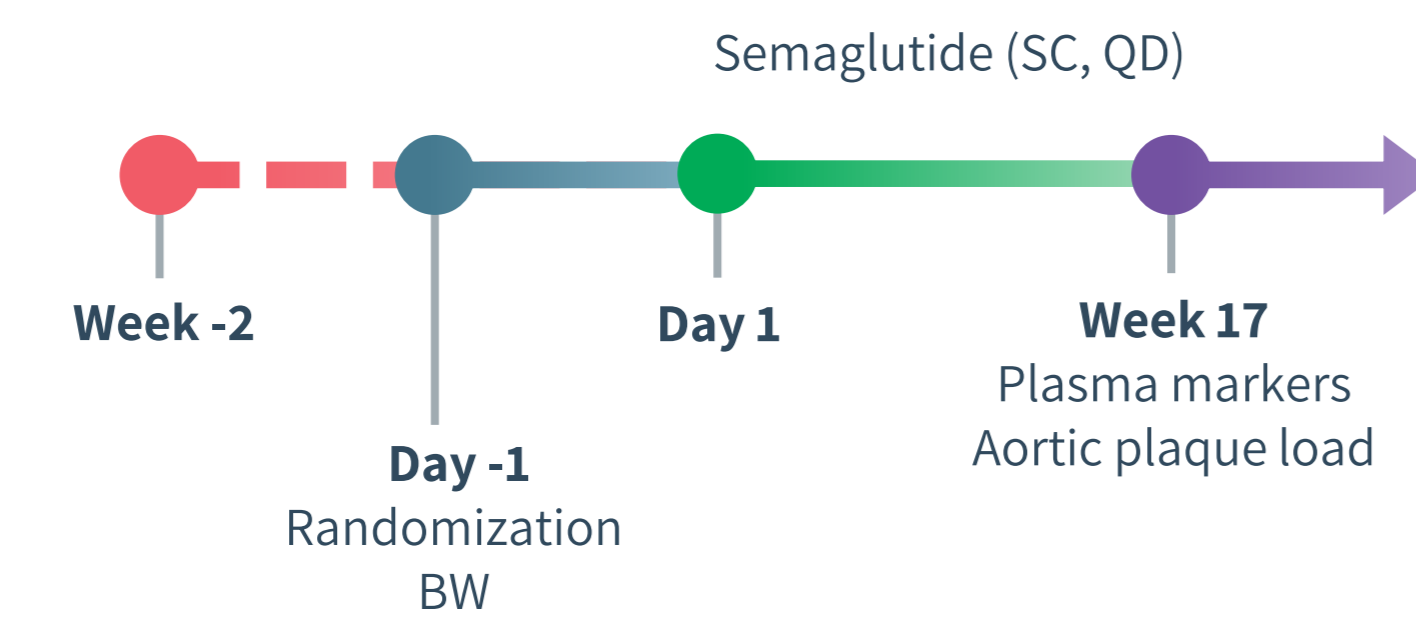 Semaglutide (SC, QD)
Week -2
Day -1
Randomization
BW
Day 1
Week 17
Plasma markers
Aortic plaque load